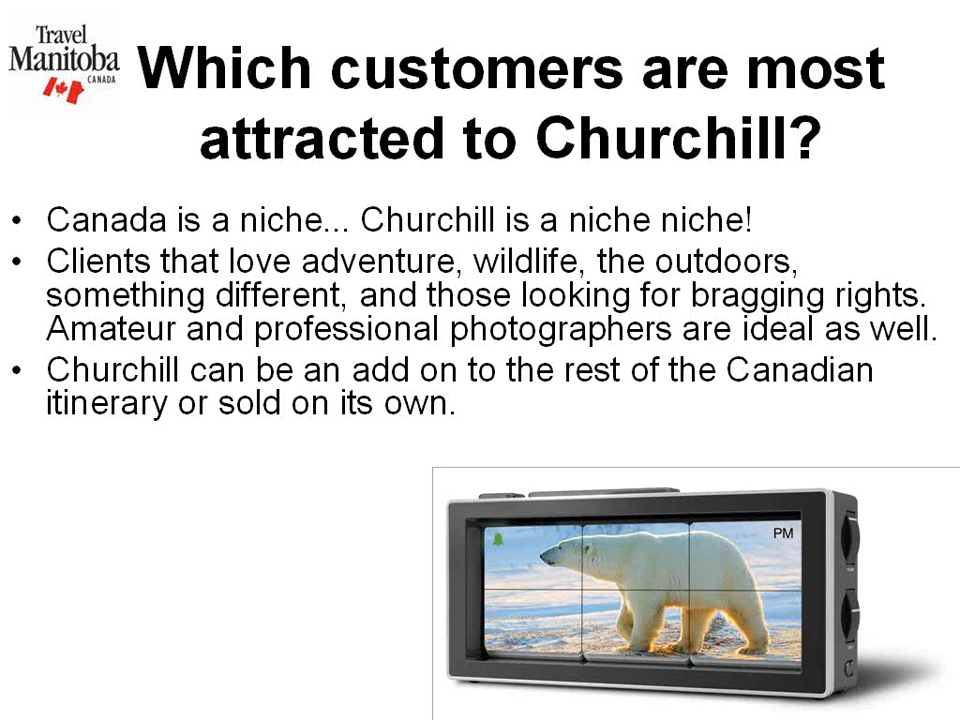 Travel
Manitoba
CANADA
Which customers are most
attracted to Churchill?
• Canada is a niche... Churchill is a niche niche!
• Clients that love adventure, wildlife, the outdoors,
something different, and those looking for bragging rights.
Amateur and professional photographers are ideal as well.
• Churchill can be an add on to the rest of the Canadian
itinerary or sold on its own.
PM